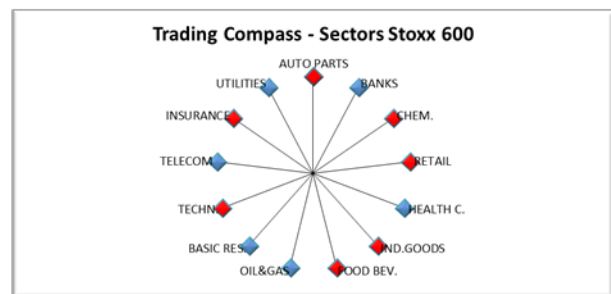 Trading Compass - Sectors Stoxx 600
AUTO PARTS
UTILITIES
BANKS
INSURANCE
CHEM.
TELECOM
RETAIL
TECHN
HEALTH C.
BASIC RES
IND.GOODS
OIL&GAS
FOOD BEV.